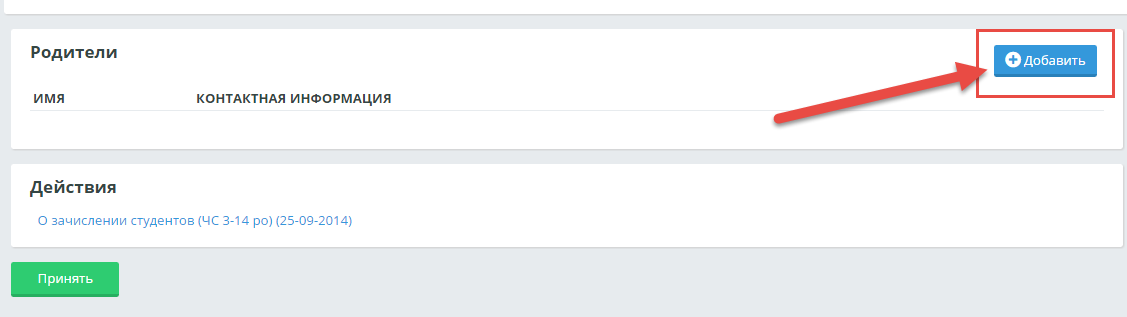 Родители
Добавить
ИМЯ КОНТАКТНАЯ ИНФОРМАЦИЯ
Действия
О зачислении студентов (ЧС 3-14 ро) (25-09-2014)
Принять